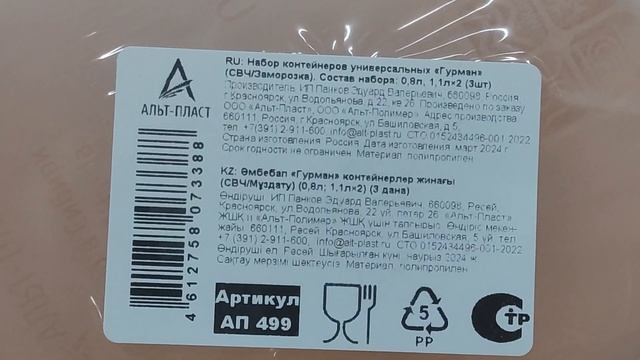 АЛЬТ-ПЛАСТ
4612758073388
RU: Набор контейнеров универсальных «Гурман»
(СВЧ/Заморозка). Состав набора: 0,8л, 1,1л×2 (3шт)
Производитель: ИП Панков Эдуард Валерьевич, 660098, Россия,
г.Красноярск, ул.Водопьянова, д.22, кв.26. Произведено по заказу
ООО «Альт-Пласт», ООО «Альт-Полимер». Адрес производства:
660111, Россия, г.Красноярск, ул.Башиловская, д.5,
тел. +7(391) 2-911-600, info@alt-plast.ru СТО 0152434496-001-2022
Страна изготовления: Россия. Дата изготовления: март 2024 г.
Срок годности не ограничен. Материал: полипропилен
KZ: Әмбебап «Гурман» контейнерлер жинағы
(СВЧ/Мұздату) (0,8л; 1,1л×2) (3 дана)
Өндіруші: ИП Панков Эдуард Валерьевич, 660098, Ресей,
Красноярск, ул.Водопьянова, 22 үй, пәтер 26. «Альт-Пласт»
ЖШҚ, «Альт-Полимер» ЖШҚ үшін тапсырыс. Өндіріс мекен-
жайы: 660111, Ресей, Красноярск, ул.Башиловская, 5 үй, тел.
+7 (391) 2-911-600, info@alt-plast.ru СТО 0152434496-001-2022
Өндіруші ел: Ресей. Шығарылған күні: наурыз 2024 ж.
Сақтау мерзімі шектеусіз. Материал: полипропилен
Артикул
АП 499
5
PP
СТР